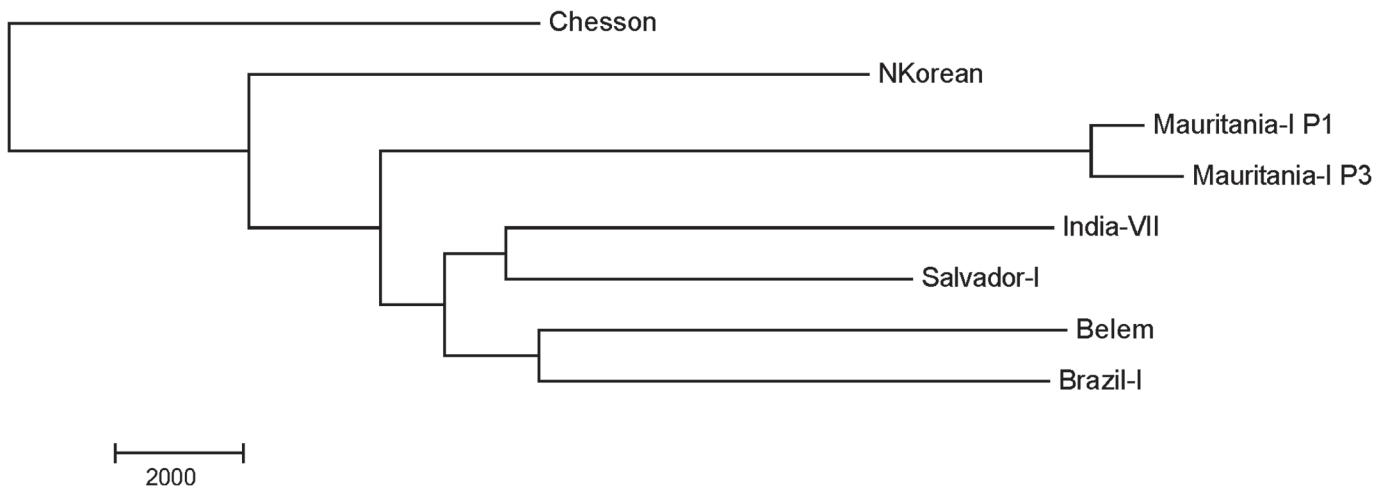 Chesson
NKorean
Mauritania-I P1
Mauritania-I P3
India-VII
Salvador-I
Belem
Brazil-I
2000